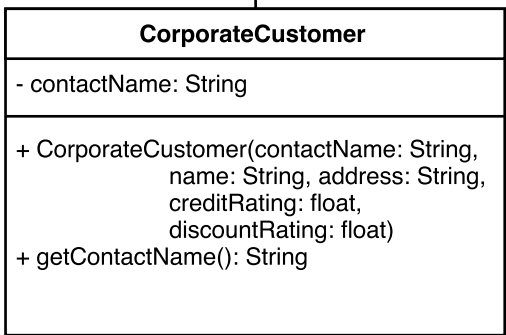 CorporateCustomer
- contactName: String
+ CorporateCustomer(contactName: String,
name: String, address: String,
creditRating: float,
discountRating: float)
+ getContactName(): String